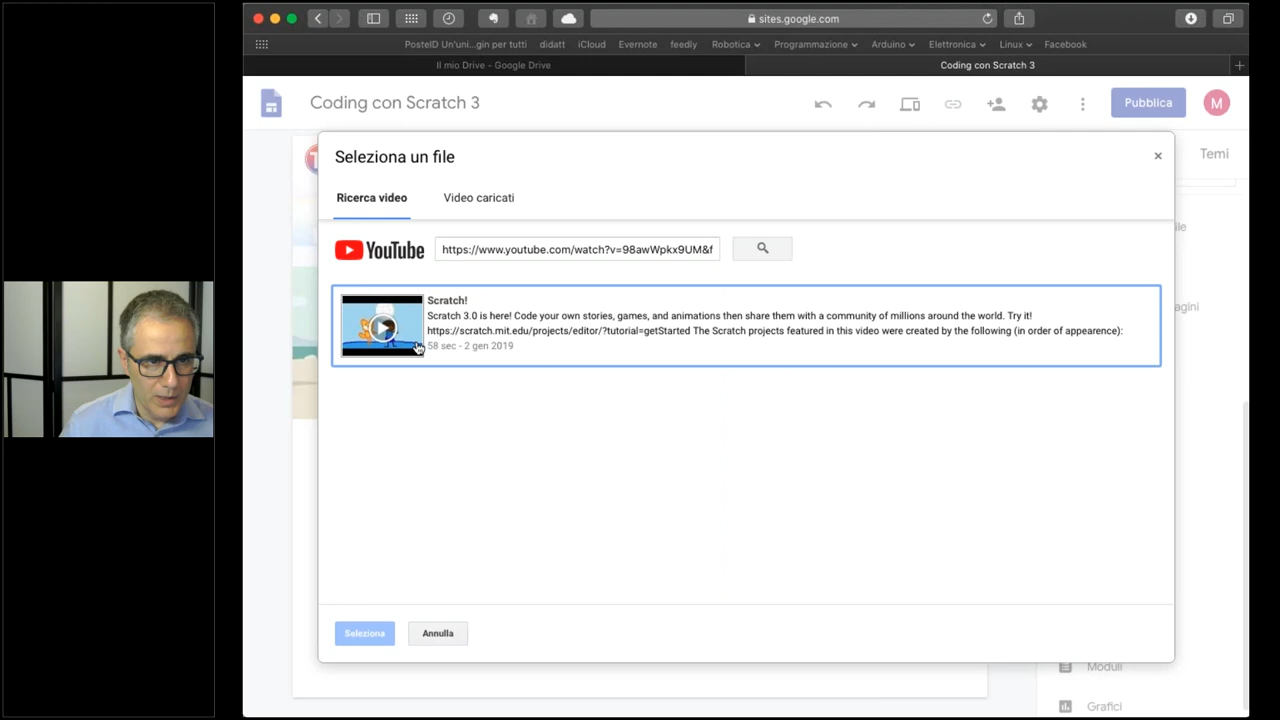 sites.google.com
PosteID Un'uni...gin per tutti didatt iCloud Evernote feedly Robotica Programmazione Arduino Elettronica Linux Facebook
Il mio Drive - Google Drive Coding con Scratch 3
Coding con Scratch 3 Pubblica M
Seleziona un file Temi
Ricerca video Video caricati
YouTube https://www.youtube.com/watch?v=98awWpkx9UM&f
Scratch!
Scratch 3.0 is here! Code your own stories, games, and animations then share them with a community of millions around the world. Try it!
https://scratch.mit.edu/projects/editor/?tutorial=getStarted The Scratch projects featured in this video were created by the following (in order of appearence):
58 sec - 2 gen 2019
Seleziona Annulla
Moduli
Grafici